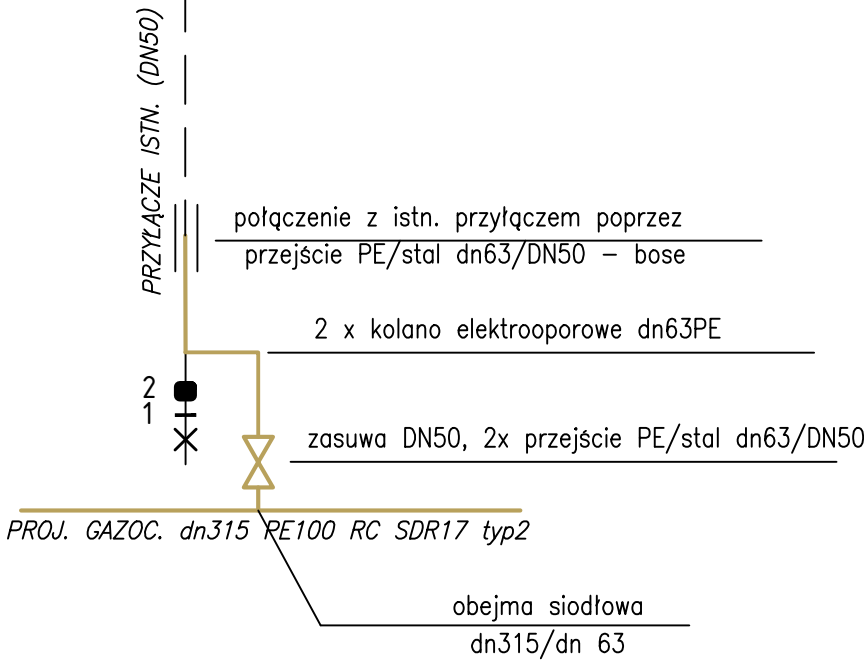 PRZYŁĄCZE ISTN. (DN50)
połączenie z istn. przyłączem poprzez
przejście PE/stal dn63/DN50 – bose
2 x kolano elektrooporowe dn63PE
2
1
zasuwa DN50, 2x przejście PE/stal dn63/DN50
PROJ. GAZOC. dn315 PE100 RC SDR17 typ2
obejma siodłowa
dn315/dn 63